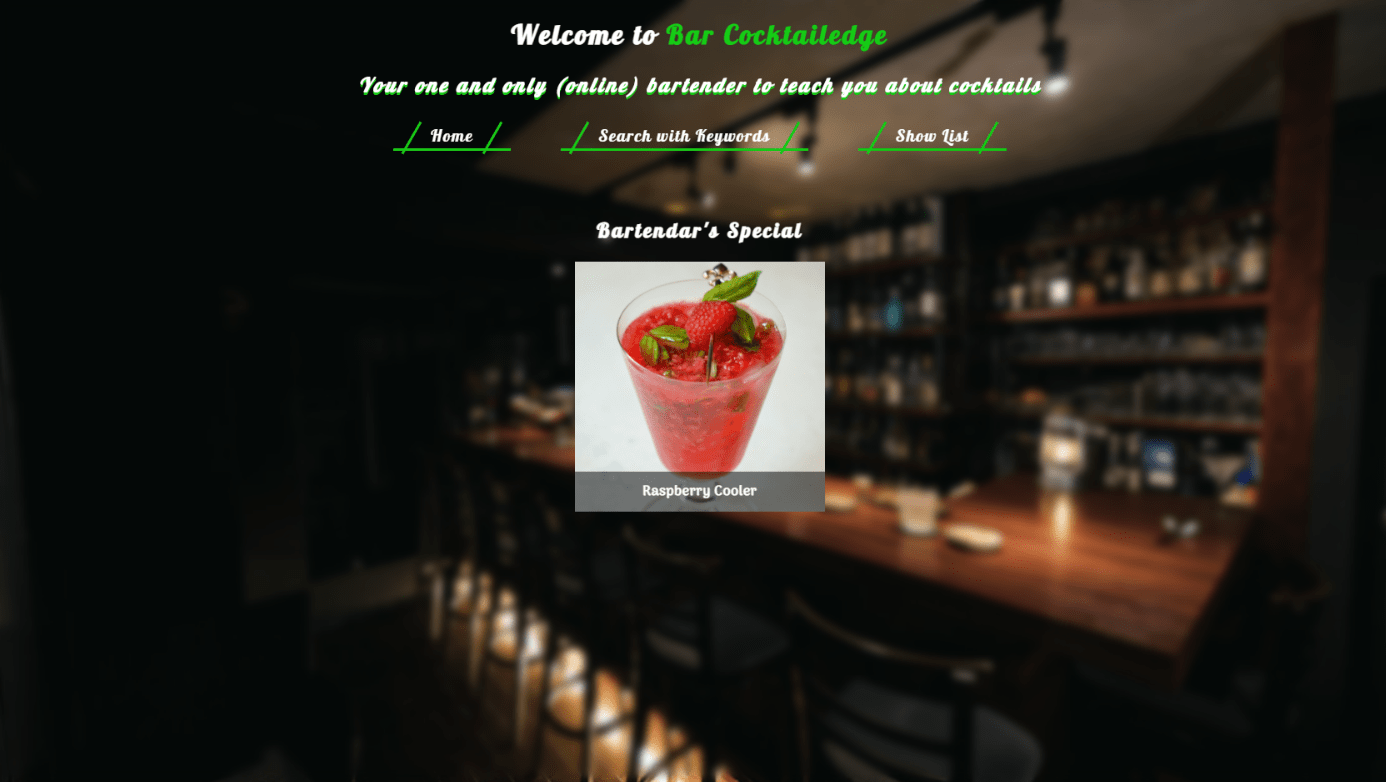 Welcome to Bar Cocktailedge
Your one and only (online) bartender to teach you about cocktails
Home
Search with Keywords
Show List
Bartendar's Special
Raspberry Cooler